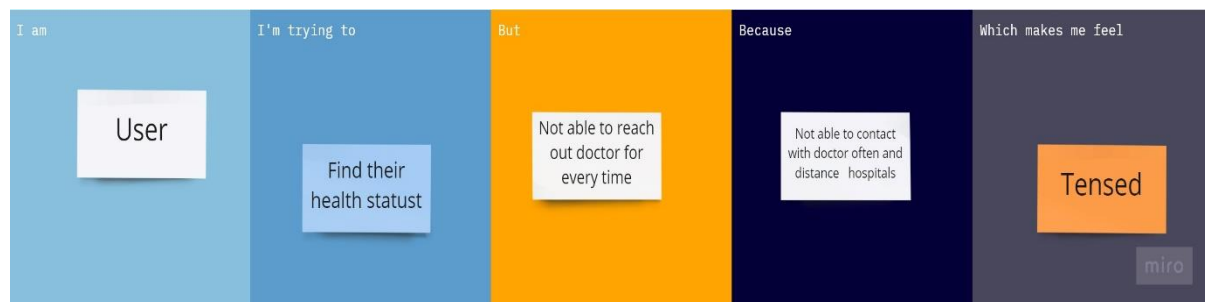 I am
I'm trying to
But
Because
Which makes me feel
User
Find their
health statust
Not able to reach
out doctor for
every time
Not able to contact
with doctor often and
distance hospitals
Tensed
miro